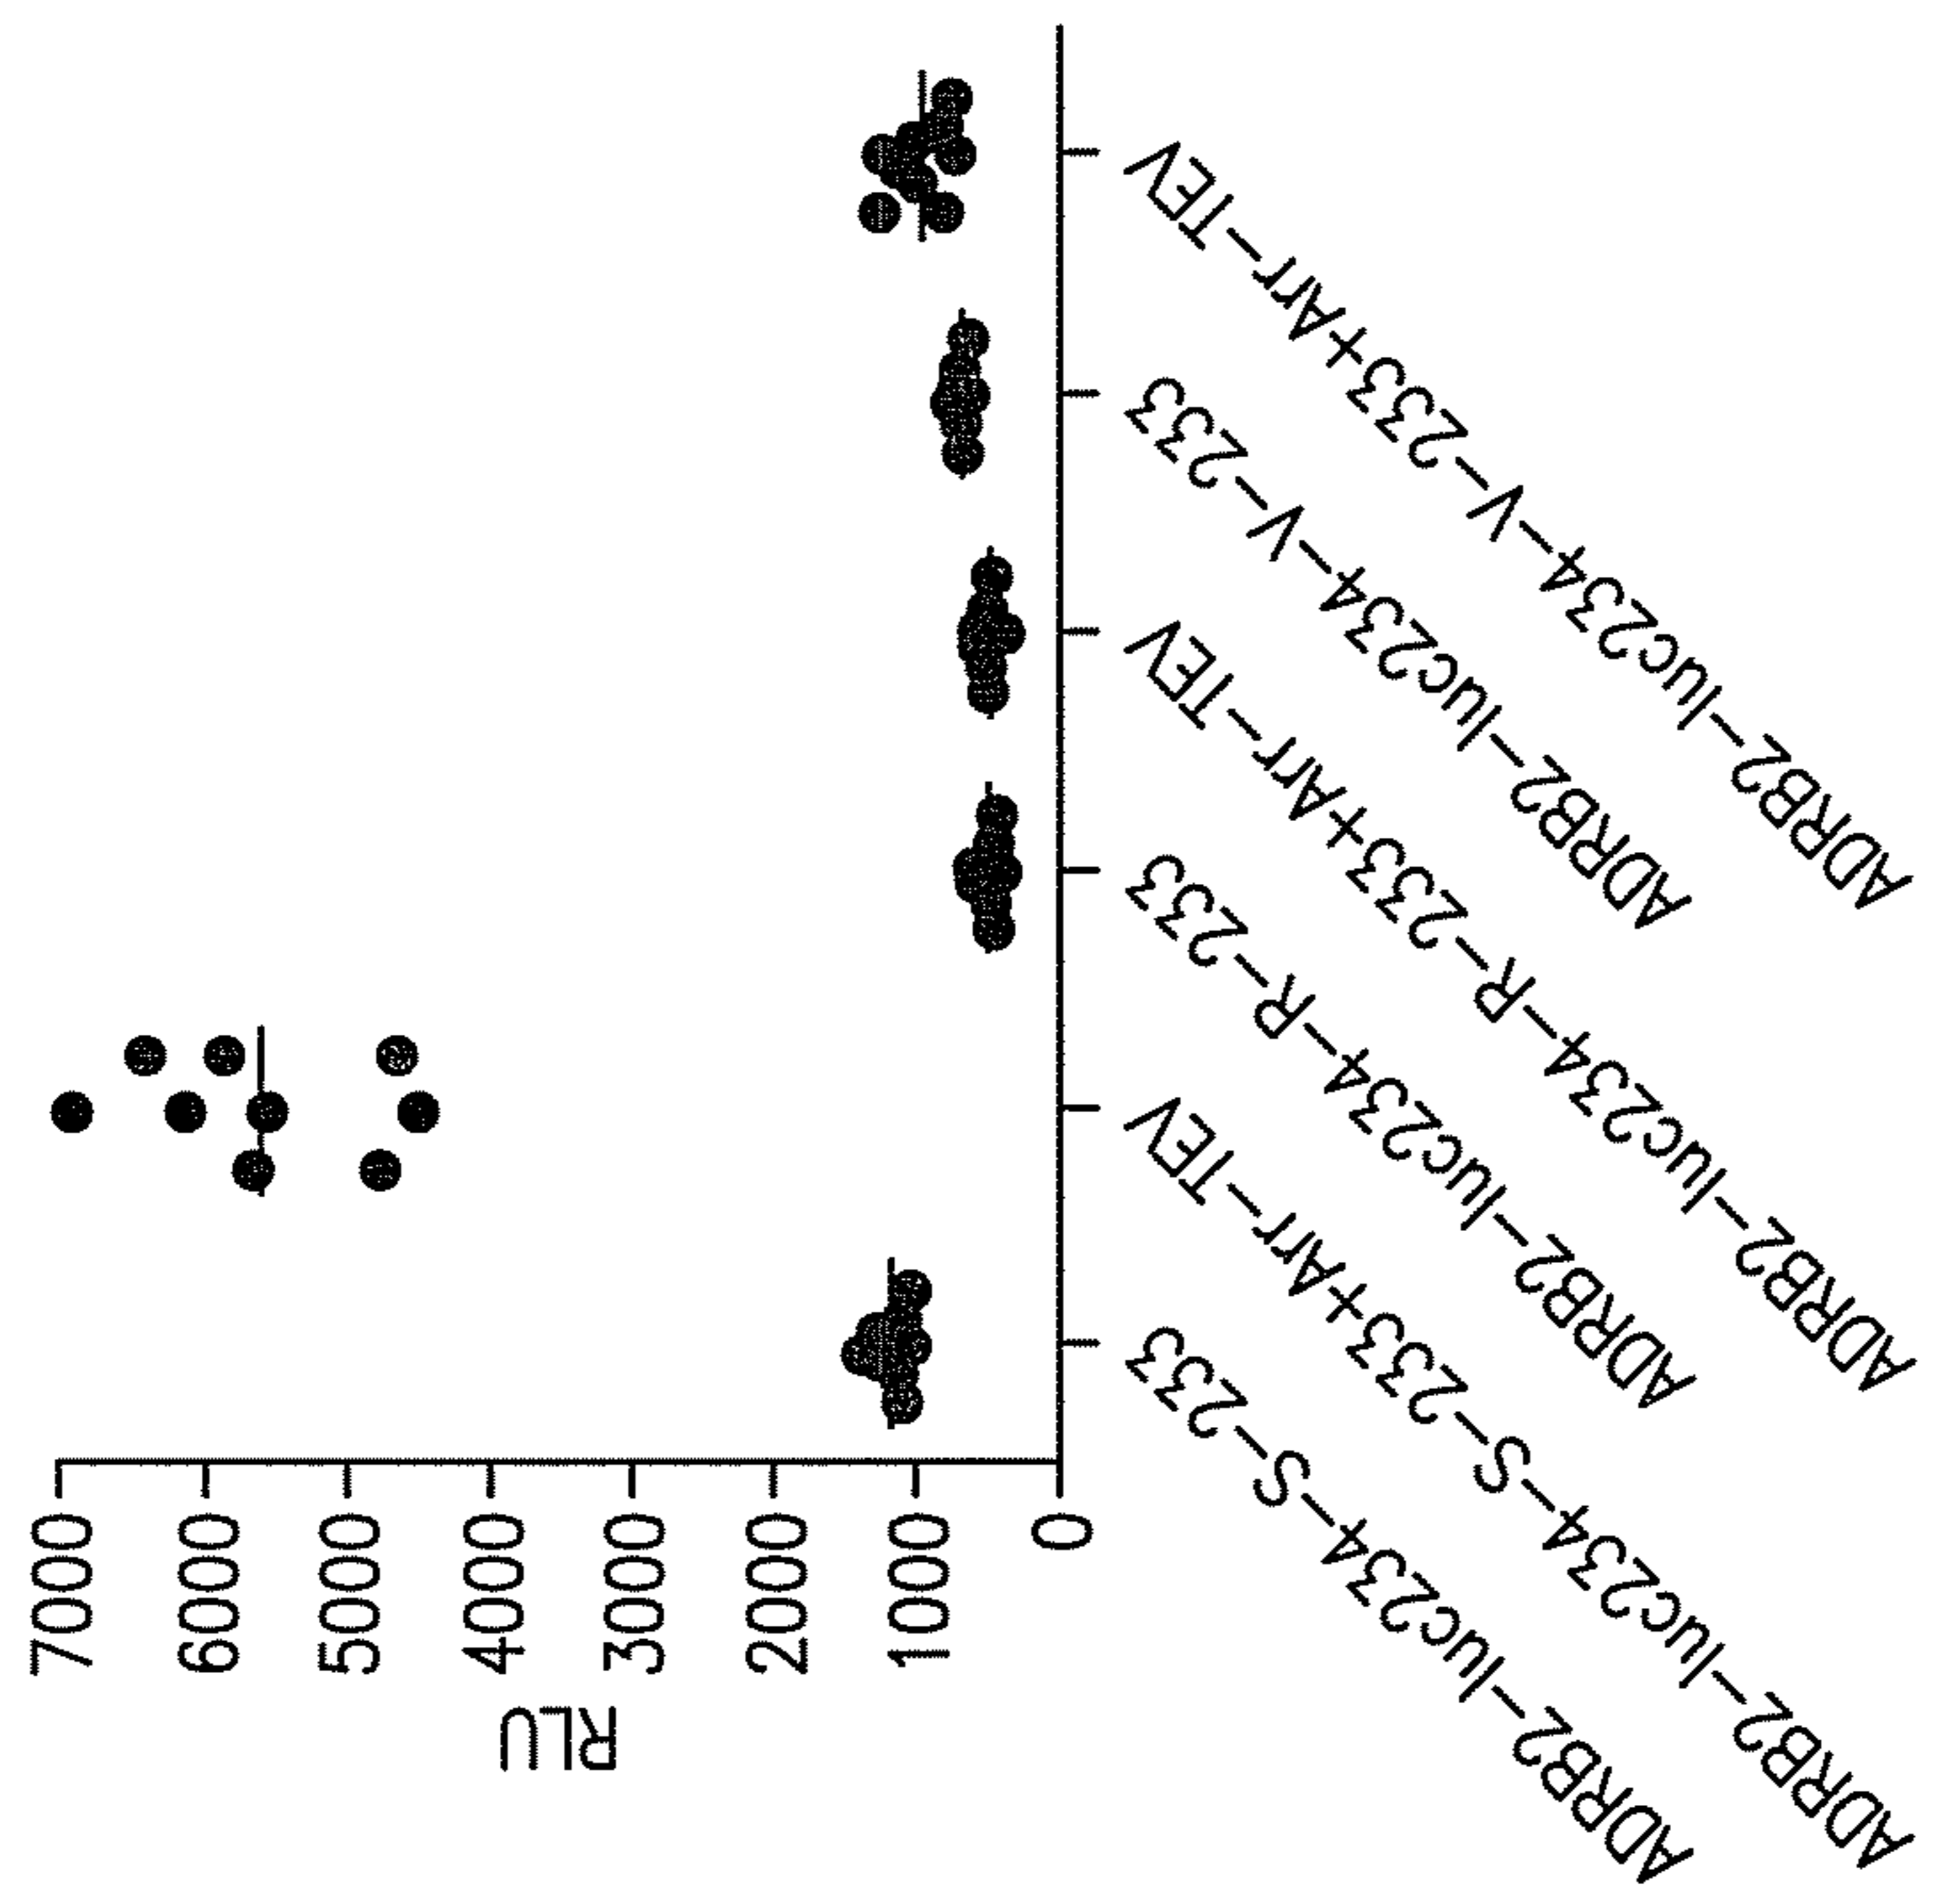 RLU
7000
6000
5000
4000
3000
2000
1000
0
ADRB2-luc234-S-233
ADRB2-luc234-S-233+Arr-TEV
ADRB2-luc234-R-233
ADRB2-luc234-R-233+Arr-TEV
ADRB2-luc234-V-233
ADRB2-luc234-V-233+Arr-TEV